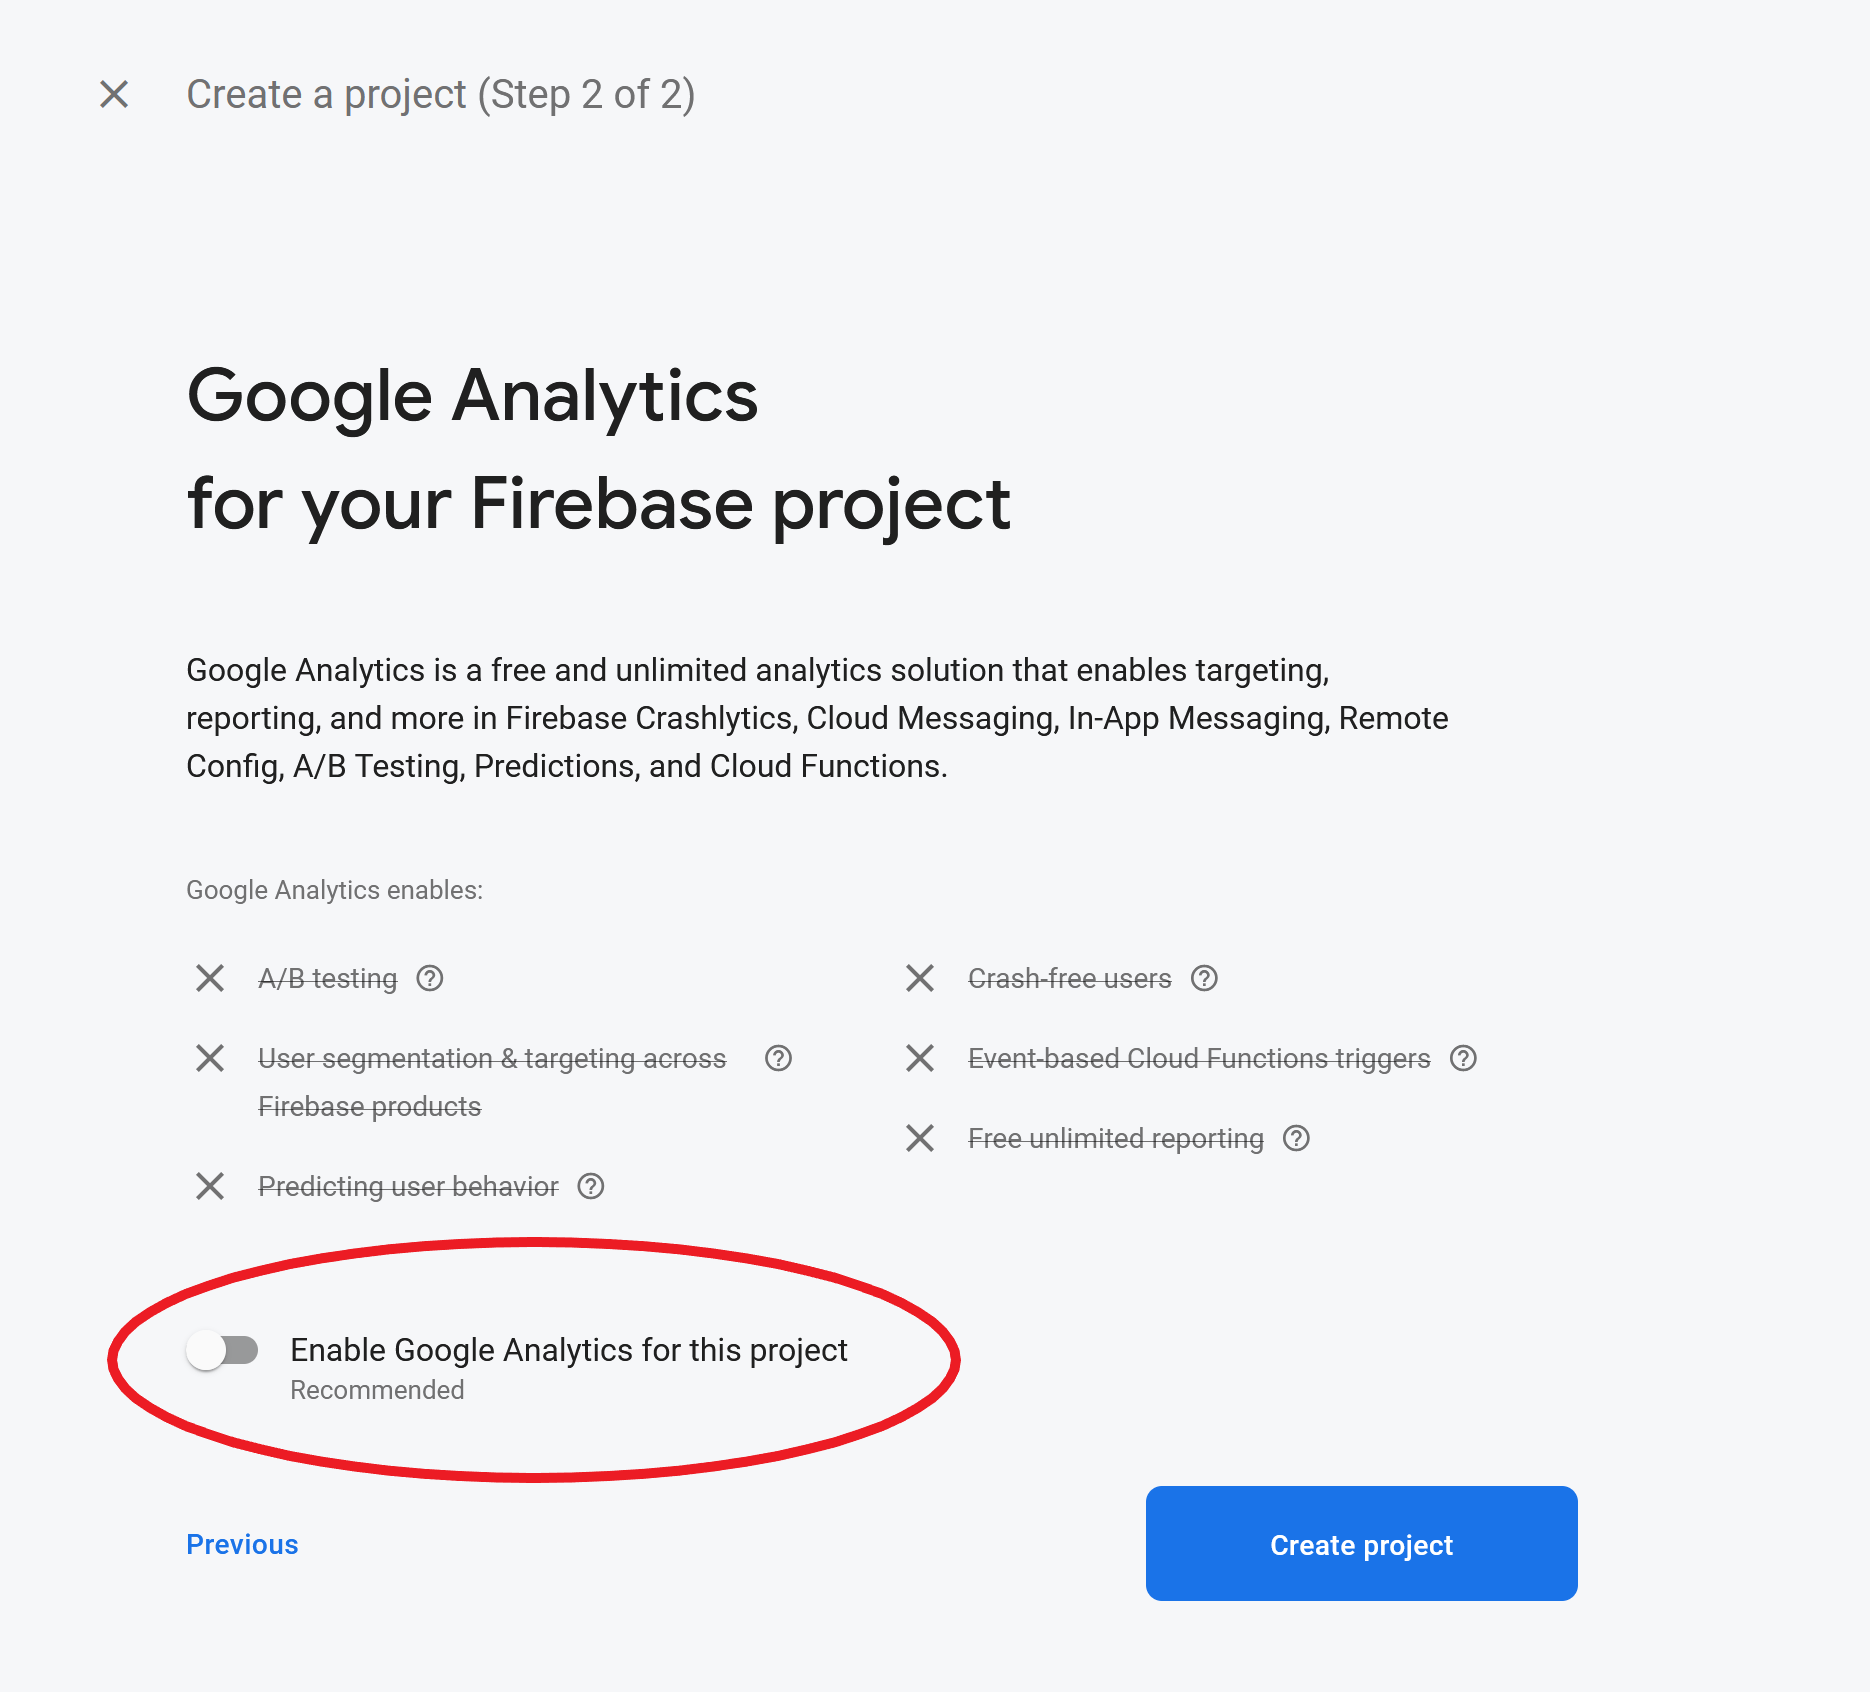 Create a project (Step 2 of 2)
Google Analytics
for your Firebase project
Google Analytics is a free and unlimited analytics solution that enables targeting,
reporting, and more in Firebase Crashlytics, Cloud Messaging, In-App Messaging, Remote
Config, A/B Testing, Predictions, and Cloud Functions.
Google Analytics enables:
A/B testing
User segmentation & targeting across
Firebase products
Predicting user behavior
Crash-free users
Event-based Cloud Functions triggers
Free unlimited reporting
Enable Google Analytics for this project
Recommended
Previous
Create project